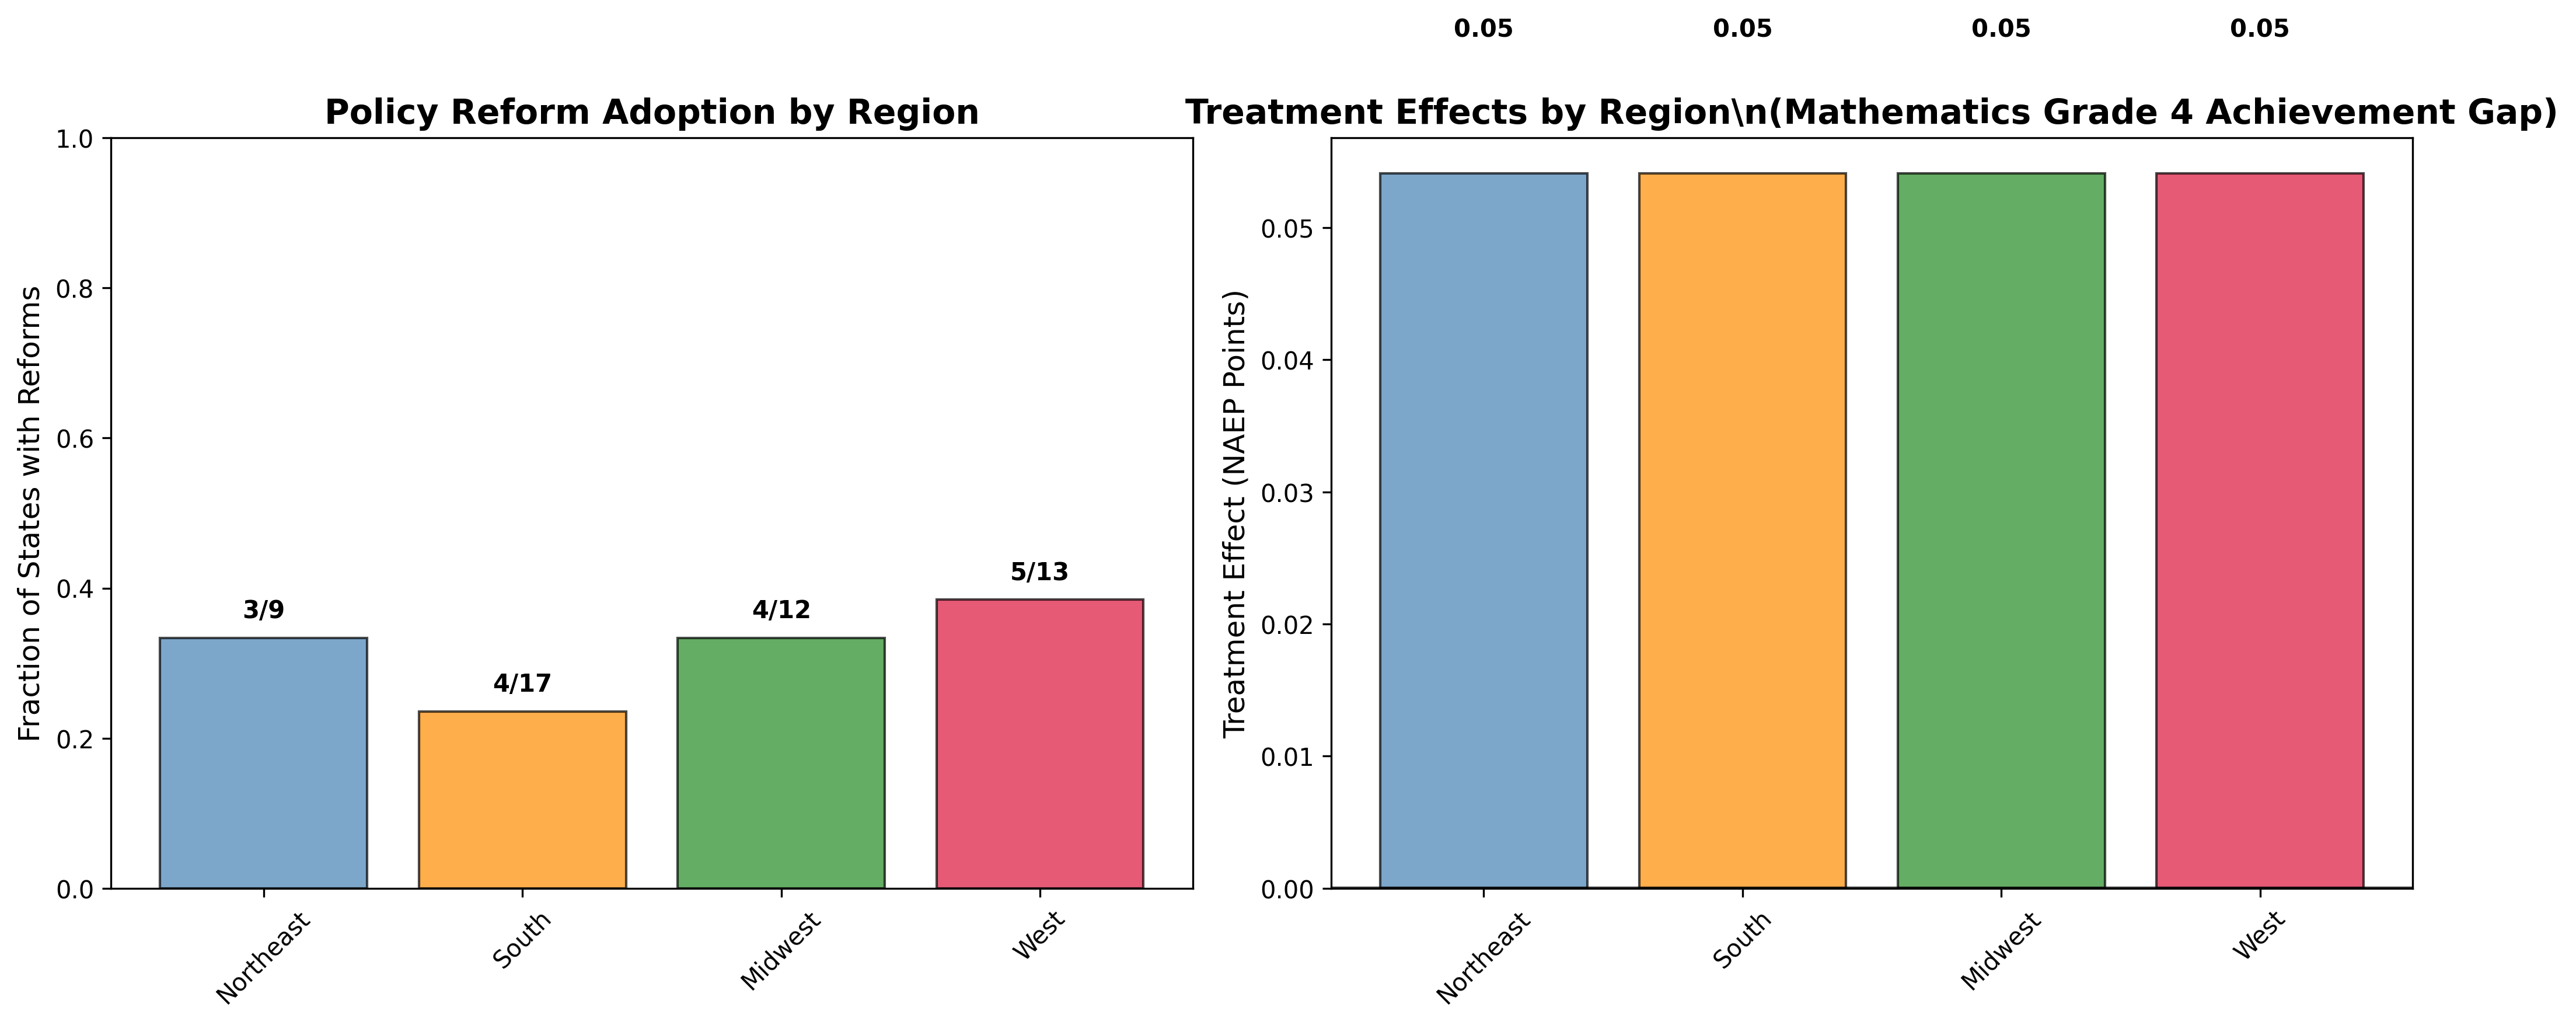 0.05 0.05 0.05 0.05
Policy Reform Adoption by Region
1.0
0.8
0.6
0.4
0.2
0.0
Fraction of States with Reforms
3/9
4/17
4/12
5/13
Northeast
South
Midwest
West
Treatment Effects by Region\n(Mathematics Grade 4 Achievement Gap)
0.05
0.04
0.03
0.02
0.01
0.00
Treatment Effect (NAEP Points)
Northeast
South
Midwest
West